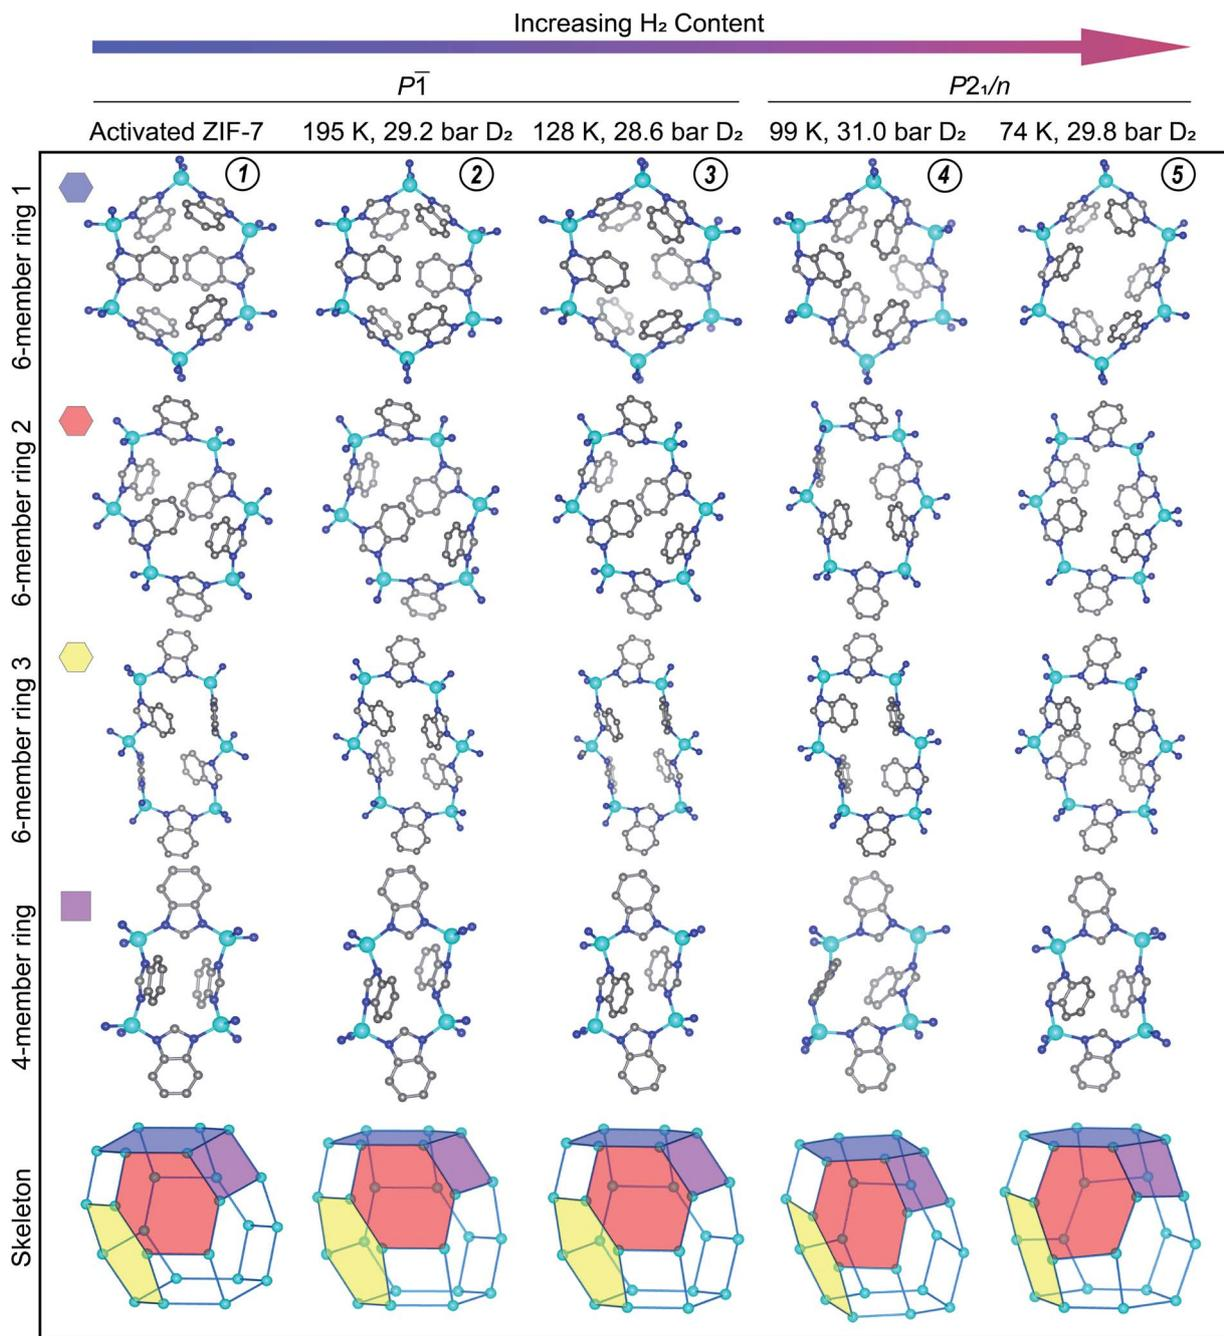 Increasing H₂ Content
P1̅ P2₁/n
Activated ZIF-7 195 K, 29.2 bar D₂ 128 K, 28.6 bar D₂ 99 K, 31.0 bar D₂ 74 K, 29.8 bar D₂
1 2 3 4 5
6-member ring 1
6-member ring 2
6-member ring 3
4-member ring
Skeleton